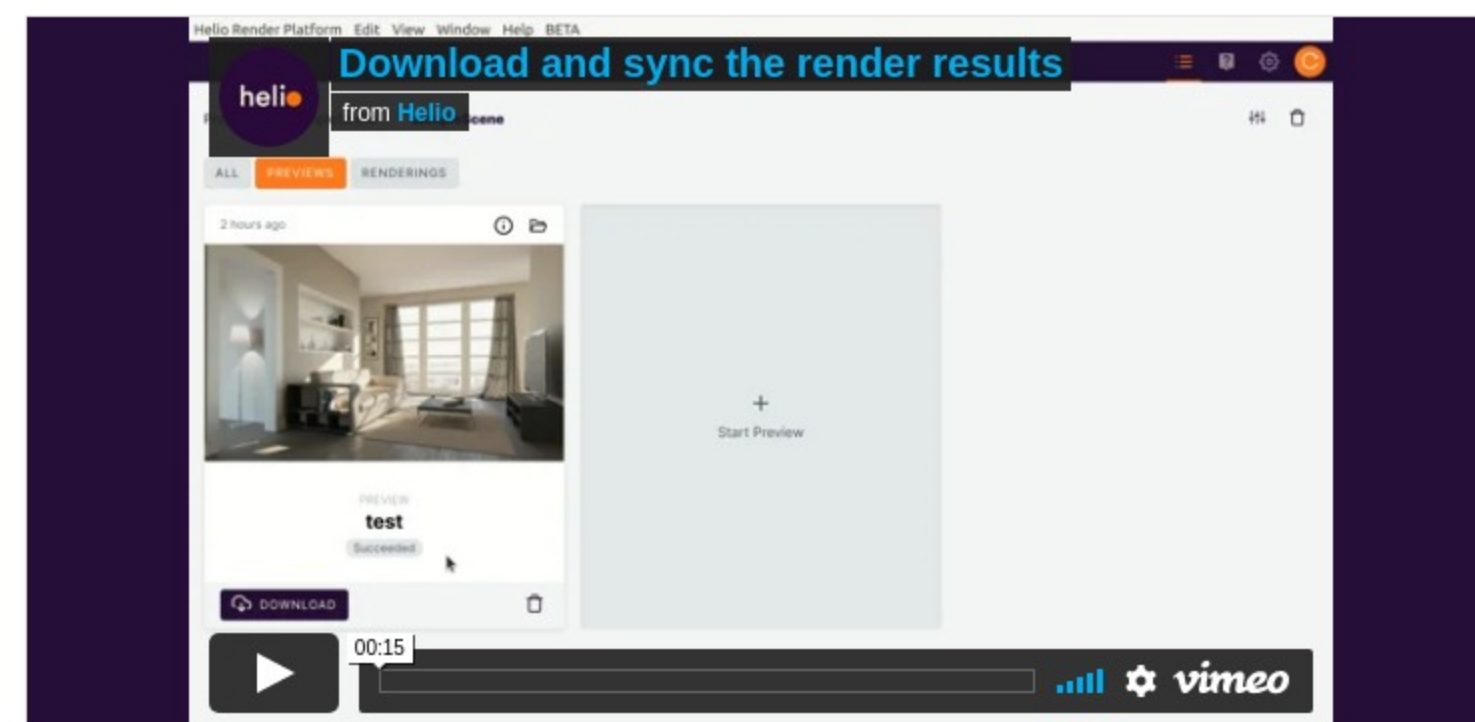 Helio Render Platform Edit View Window Help BETA
Download and sync the render results
helio
from Helio
Scene
ALL PREVIEWS RENDERINGS
2 hours ago
+
Start Preview
PREVIEW
test
Succeeded
DOWNLOAD
00:15
vimeo